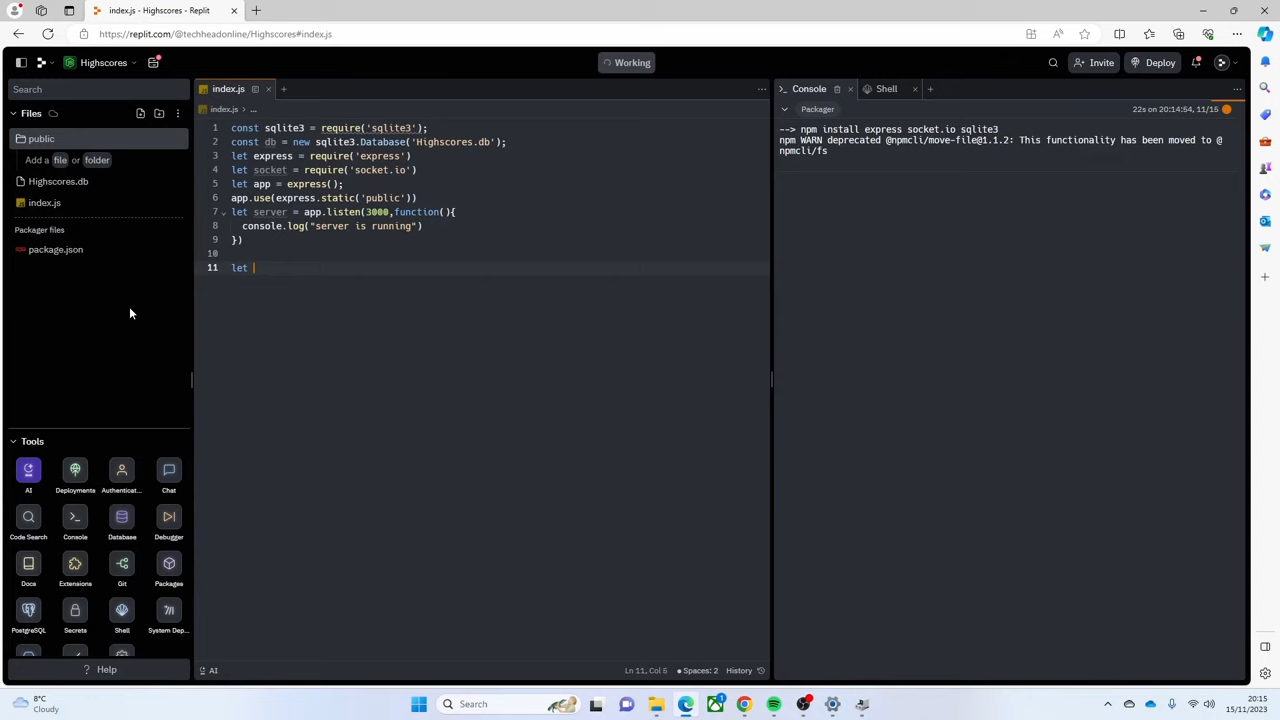 index.js - Highscores - Replit
https://replit.com/@techheadonline/Highscores#index.js
Highscores
Working
Invite
Deploy
Search
Files
public
Add a file or folder
Highscores.db
index.js
Packager files
package.json
Tools
AI
Deployments
Authenticat...
Chat
Code Search
Console
Database
Debugger
Docs
Extensions
Git
Packages
PostgreSQL
Secrets
Shell
System Dep...
? Help
index.js
index.js > ...
1 const sqlite3 = require('sqlite3');
2 const db = new sqlite3.Database('Highscores.db');
3 let express = require('express')
4 let socket = require('socket.io')
5 let app = express();
6 app.use(express.static('public'))
7 let server = app.listen(3000,function(){
8 console.log("server is running")
9 })
10
11 let
AI
Ln 11, Col 5
Spaces: 2
History
Console
Shell
Packager
22s on 20:14:54, 11/15
--> npm install express socket.io sqlite3
npm WARN deprecated @npmcli/move-file@1.1.2: This functionality has been moved to @
npmcli/fs
8°C
Cloudy
Search
1
20:15
15/11/2023